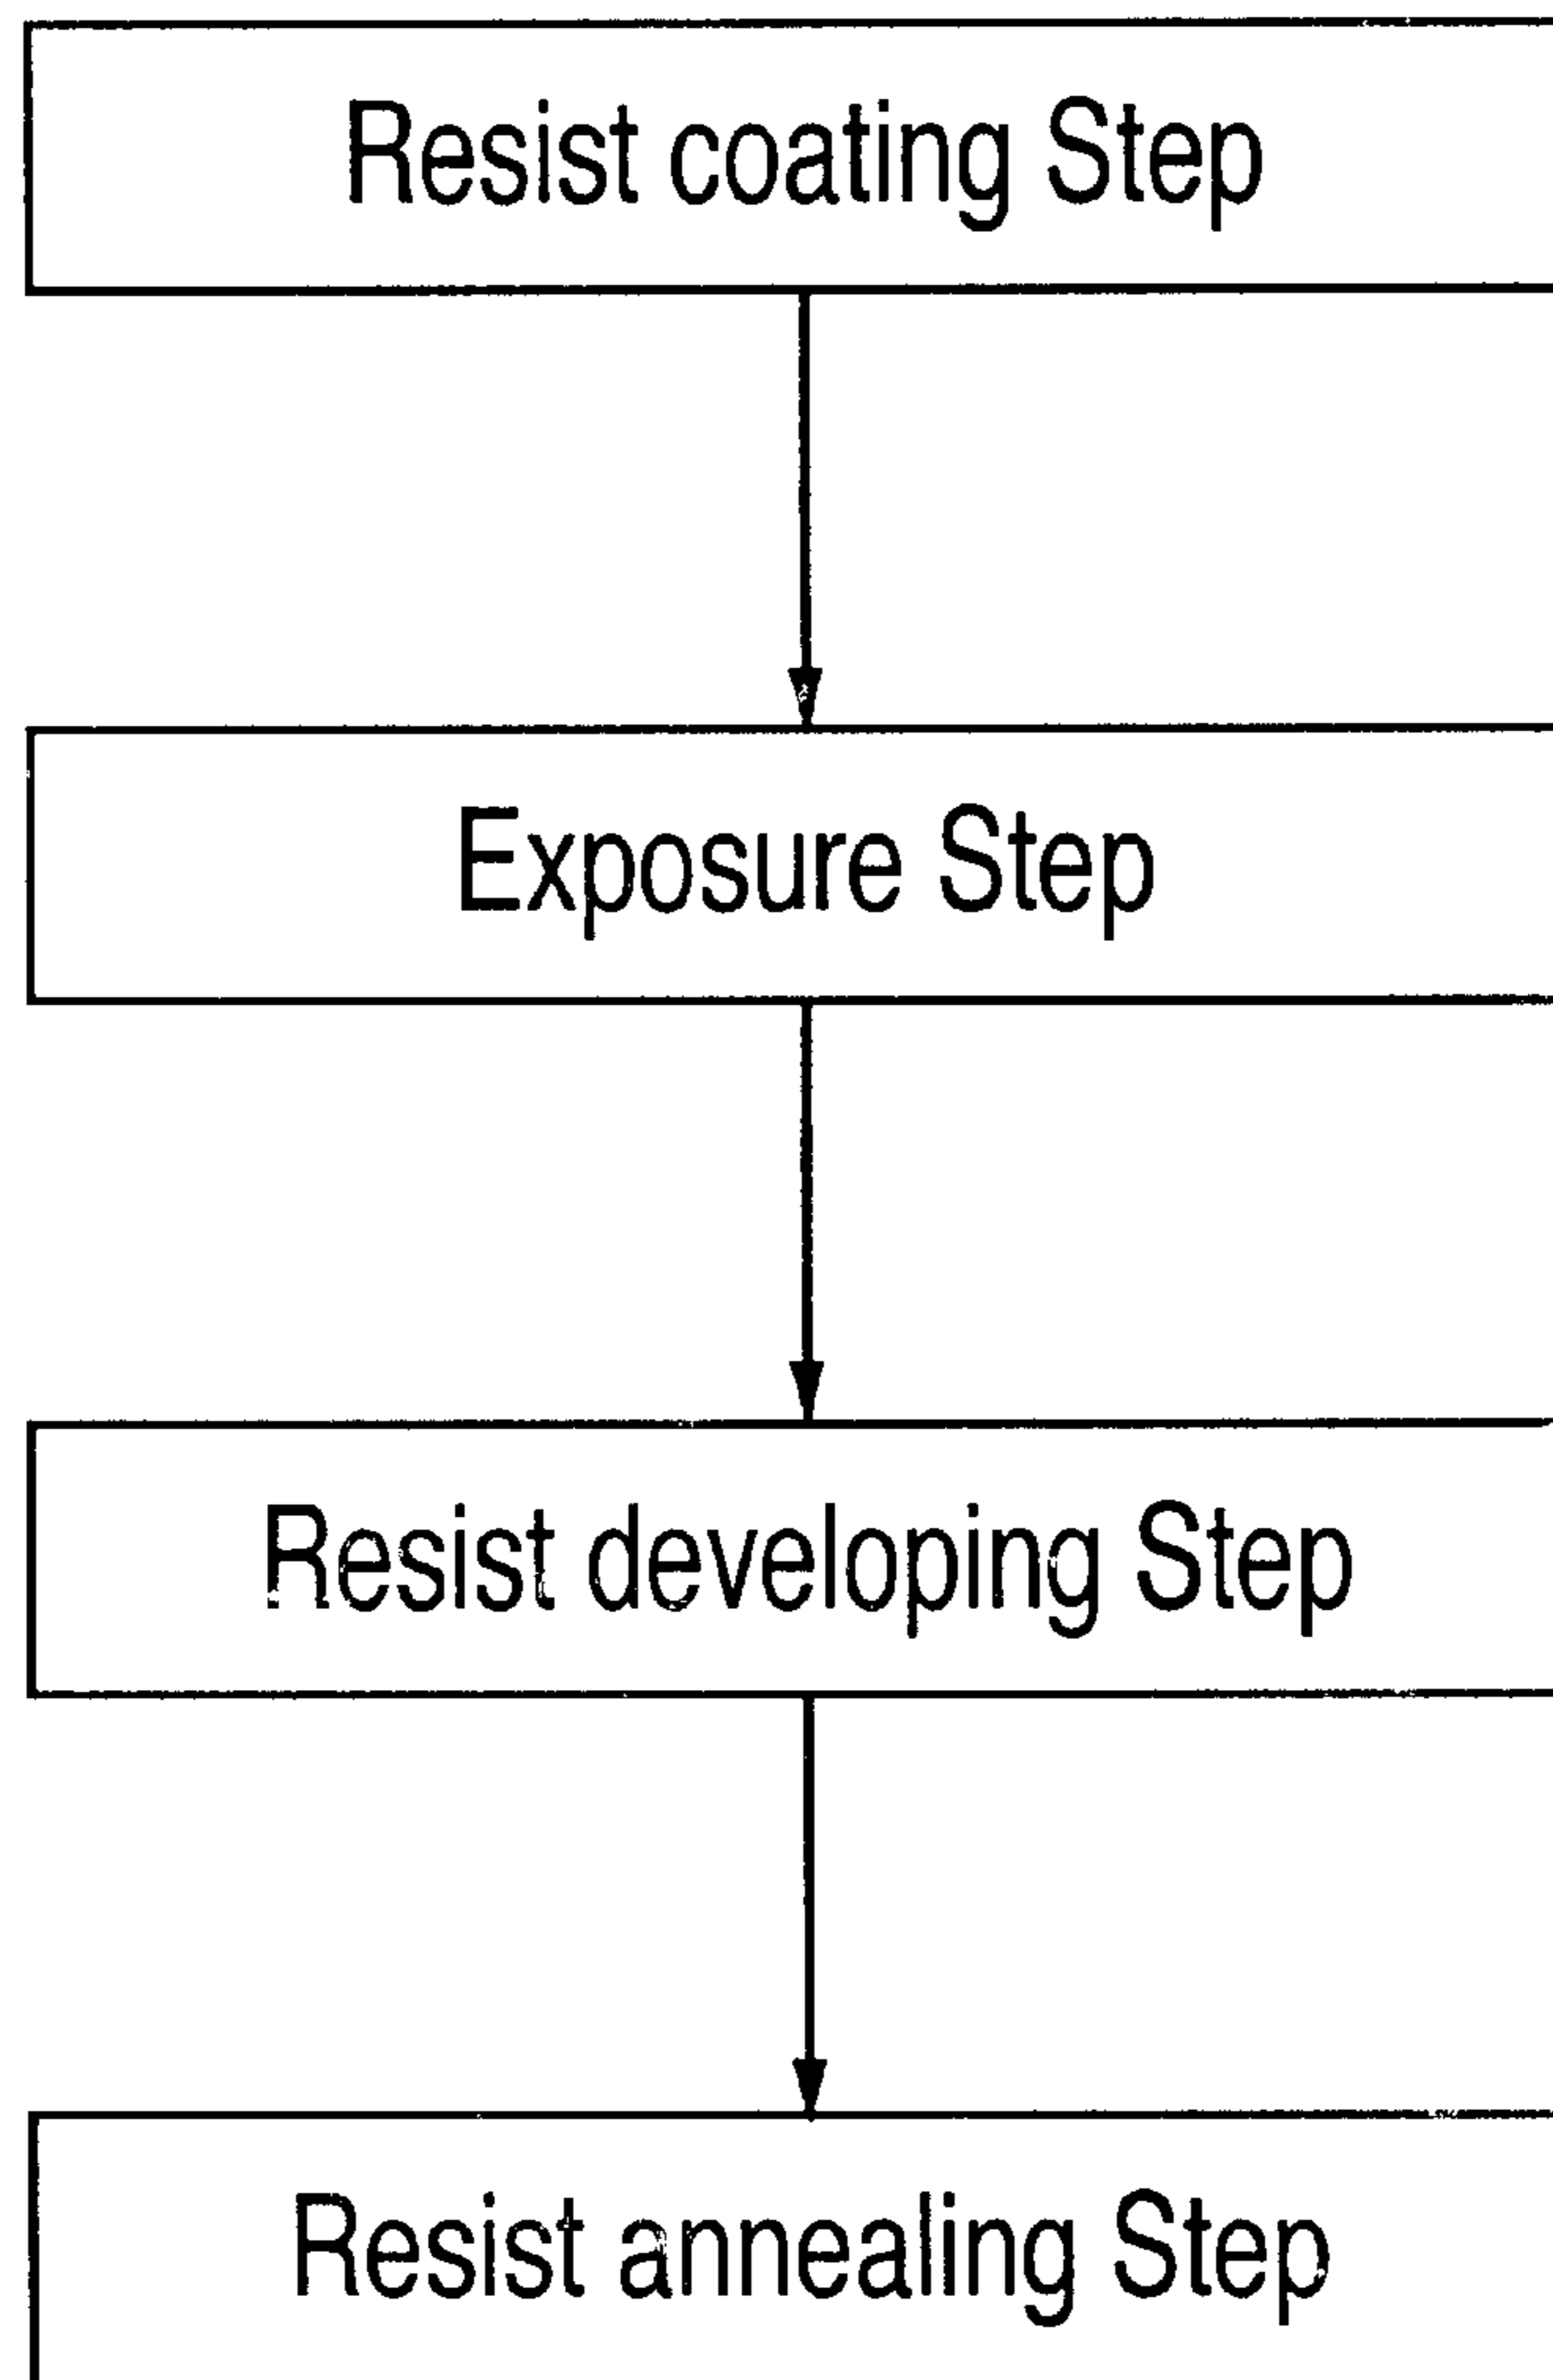 Resist coating Step
Exposure Step
Resist developing Step
Resist annealing Step